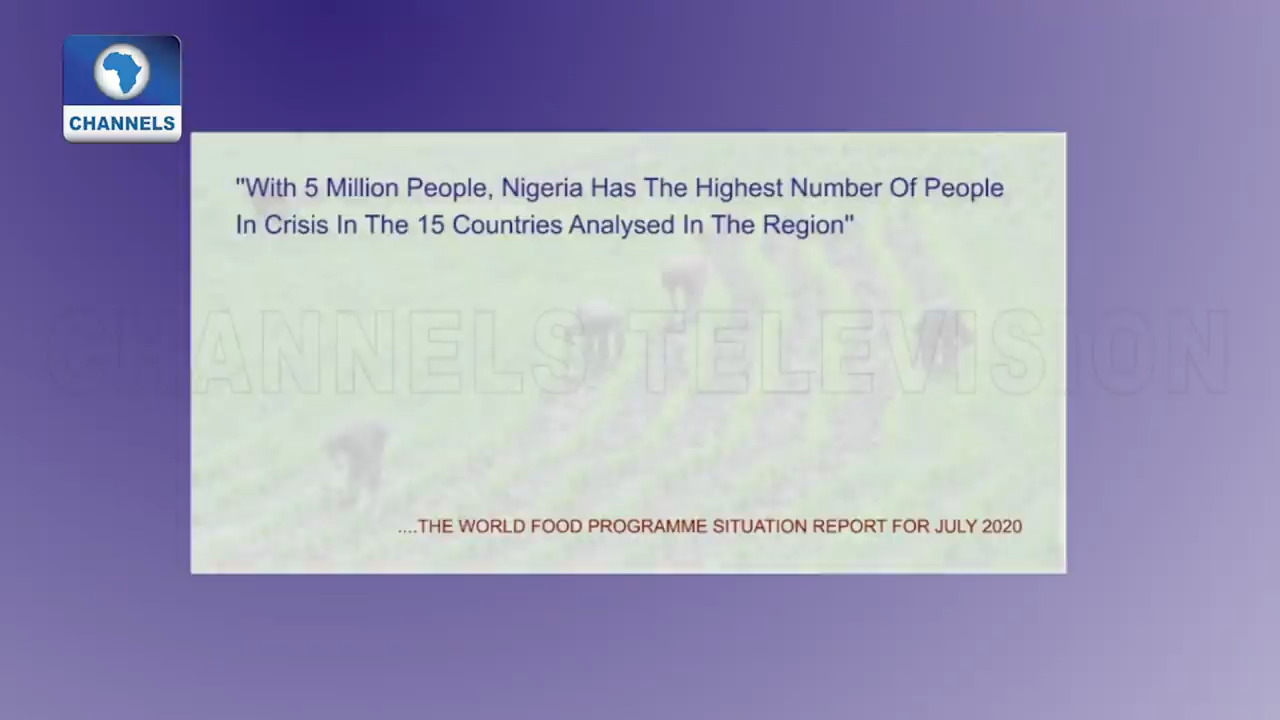 CHANNELS
"With 5 Million People, Nigeria Has The Highest Number Of People
In Crisis In The 15 Countries Analysed In The Region"
CHANNELS TELEVISION
....THE WORLD FOOD PROGRAMME SITUATION REPORT FOR JULY 2020